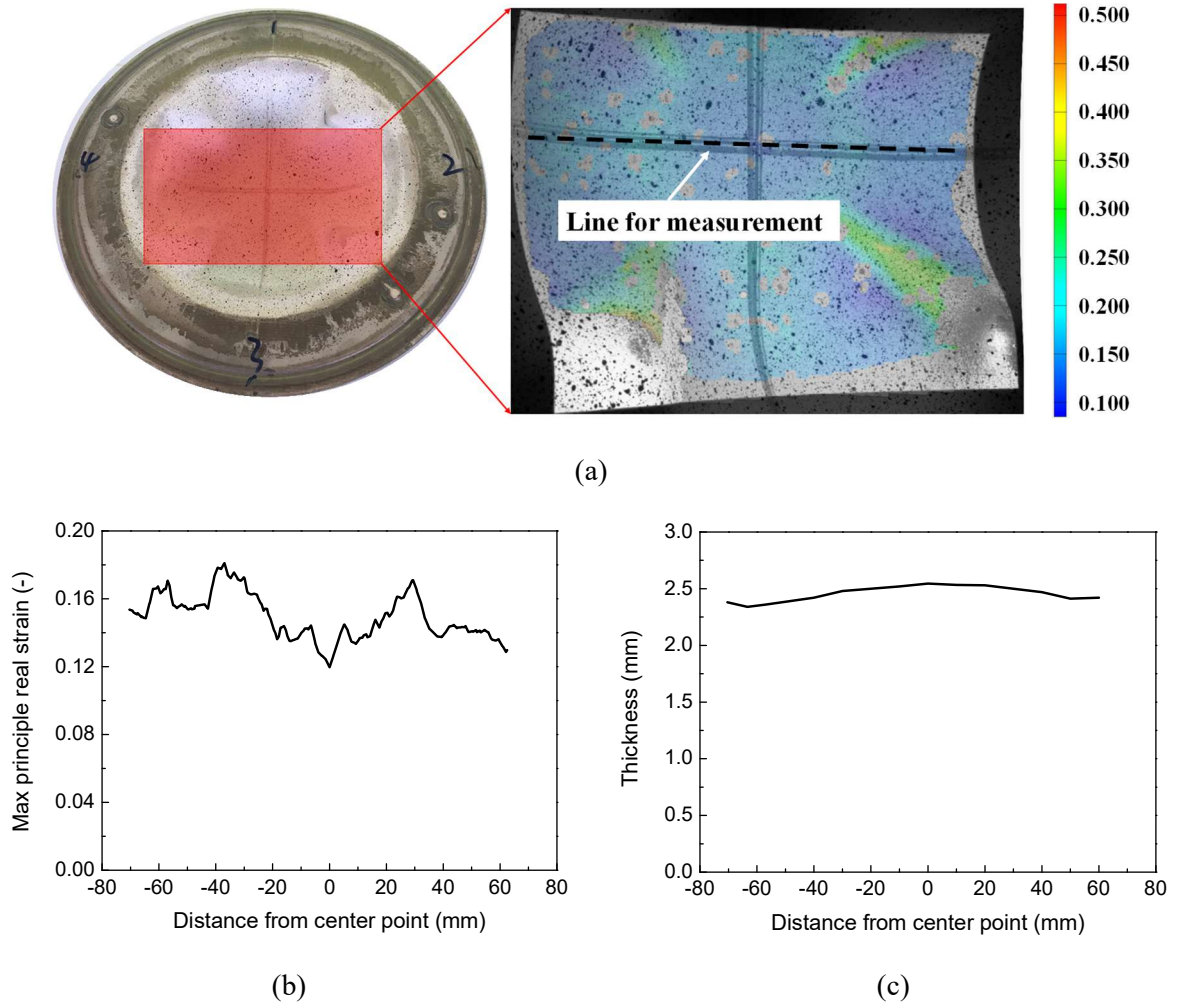 1
2
3
4
Line for measurement
0.500
0.450
0.400
0.350
0.300
0.250
0.200
0.150
0.100
(a)
0.20
0.16
0.12
0.08
0.04
0.00
-80 -60 -40 -20 0 20 40 60 80
Max principle real strain (-)
Distance from center point (mm)
(b)
3.0
2.5
2.0
1.5
1.0
0.5
0.0
-80 -60 -40 -20 0 20 40 60 80
Thickness (mm)
Distance from center point (mm)
(c)